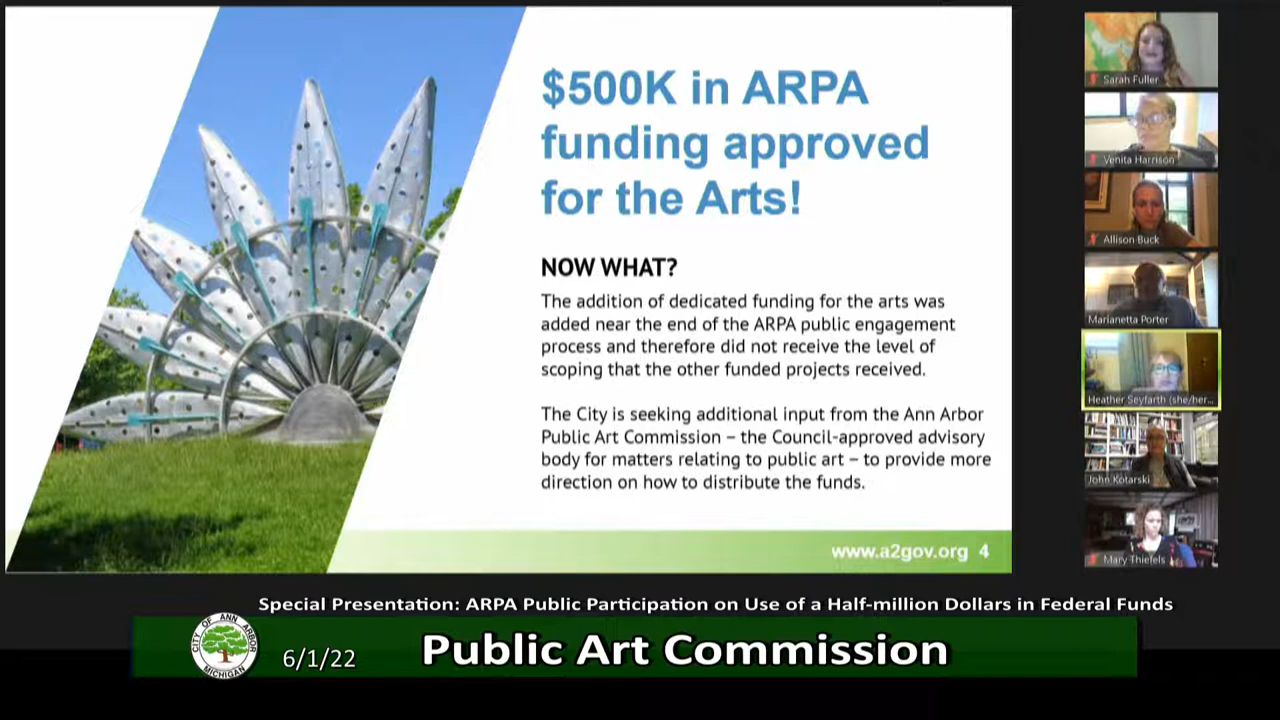 $500K in ARPA
funding approved
for the Arts!
NOW WHAT?
The addition of dedicated funding for the arts was
added near the end of the ARPA public engagement
process and therefore did not receive the level of
scoping that the other funded projects received.
The City is seeking additional input from the Ann Arbor
Public Art Commission – the Council-approved advisory
body for matters relating to public art – to provide more
direction on how to distribute the funds.
www.a2gov.org 4
Sarah Fuller
Venita Harrison
Allison Buck
Marianetta Porter
Heather Seyfarth (she/her...
John Kotarski
Mary Thiefels
Special Presentation: ARPA Public Participation on Use of a Half-million Dollars in Federal Funds
CITY OF ANN ARBOR
MICHIGAN
6/1/22
Public Art Commission